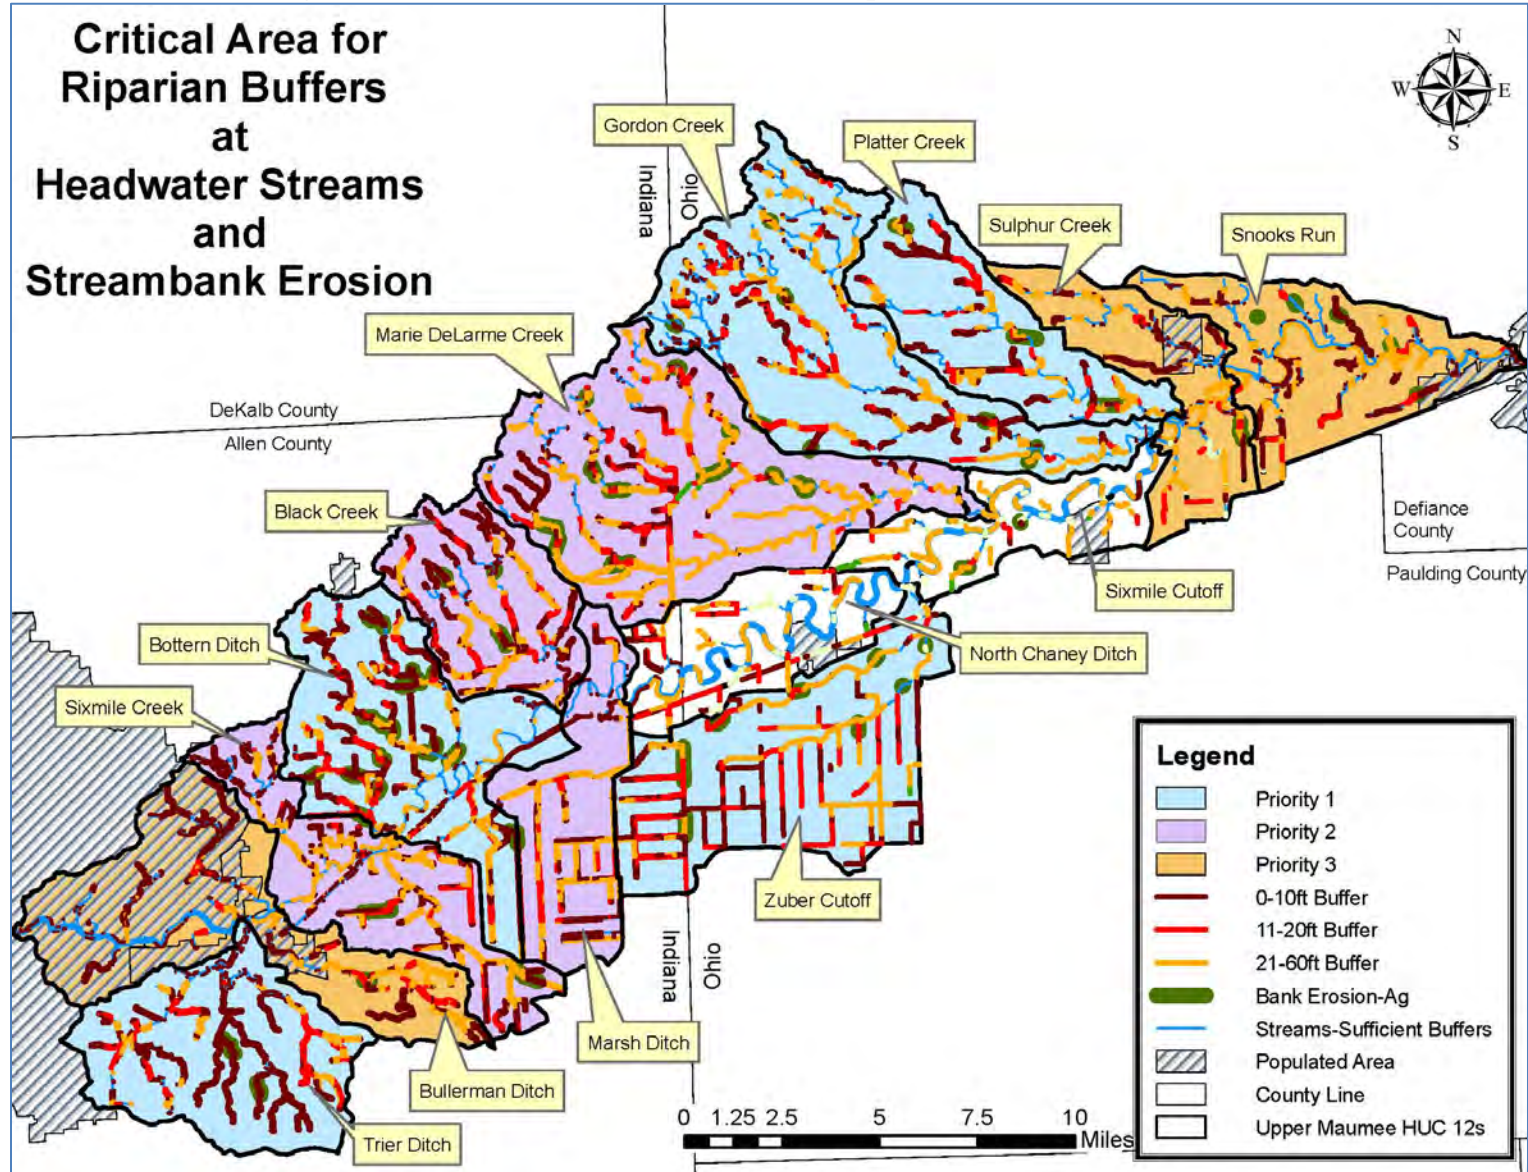 Critical Area for
Riparian Buffers
at
Headwater Streams
and
Streambank Erosion
N
W
E
S
Gordon Creek
Platter Creek
Indiana
Ohio
Sulphur Creek
Snooks Run
Marie DeLarme Creek
DeKalb County
Allen County
Black Creek
Defiance
County
Paulding County
Sixmile Cutoff
Bottern Ditch
North Chaney Ditch
Sixmile Creek
Zuber Cutoff
Indiana
Ohio
Marsh Ditch
Bullerman Ditch
Trier Ditch
Legend
Priority 1
Priority 2
Priority 3
0-10ft Buffer
11-20ft Buffer
21-60ft Buffer
Bank Erosion-Ag
Streams-Sufficient Buffers
Populated Area
County Line
Upper Maumee HUC 12s
0 1.25 2.5 5 7.5 10
Miles